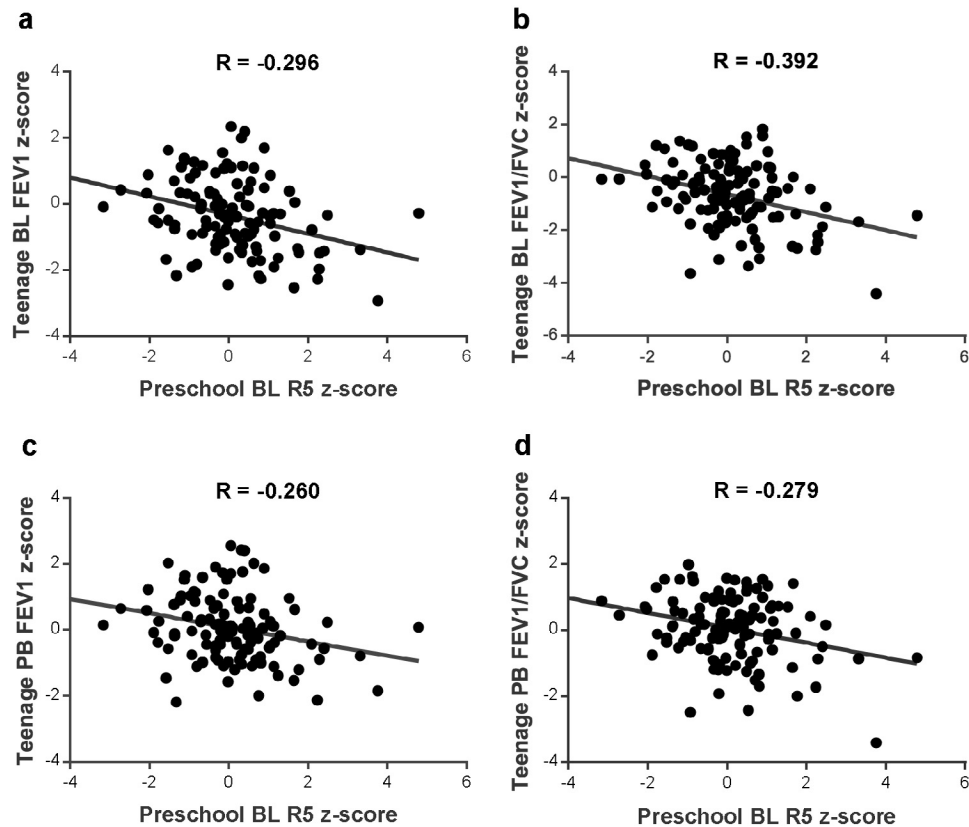 a
R = -0.296
Teenage BL FEV1 z-score
4
2
0
-2
-4
-4 -2 0 2 4 6
Preschool BL R5 z-score
b
R = -0.392
Teenage BL FEV1/FVC z-score
4
2
0
-2
-4
-6
-4 -2 0 2 4 6
Preschool BL R5 z-score
c
R = -0.260
Teenage PB FEV1 z-score
4
2
0
-2
-4
-4 -2 0 2 4 6
Preschool BL R5 z-score
d
R = -0.279
Teenage PB FEV1/FVC z-score
4
2
0
-2
-4
-4 -2 0 2 4 6
Preschool BL R5 z-score